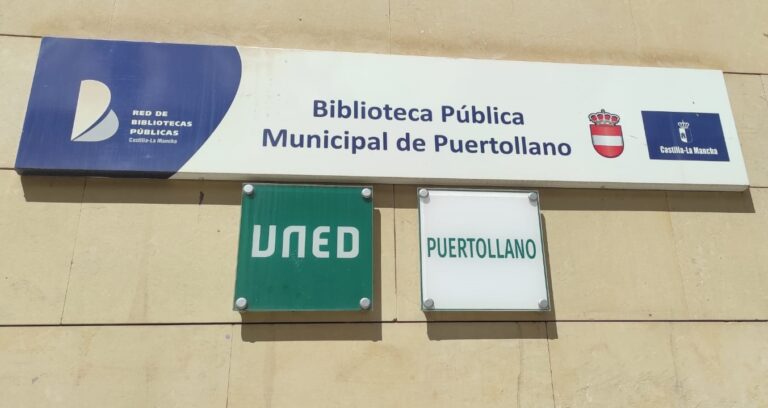 RED DE
BIBLIOTECAS
PÚBLICAS
Castilla-La Mancha
Biblioteca Pública
Municipal de Puertollano
Castilla-La Mancha
UNED
PUERTOLLANO